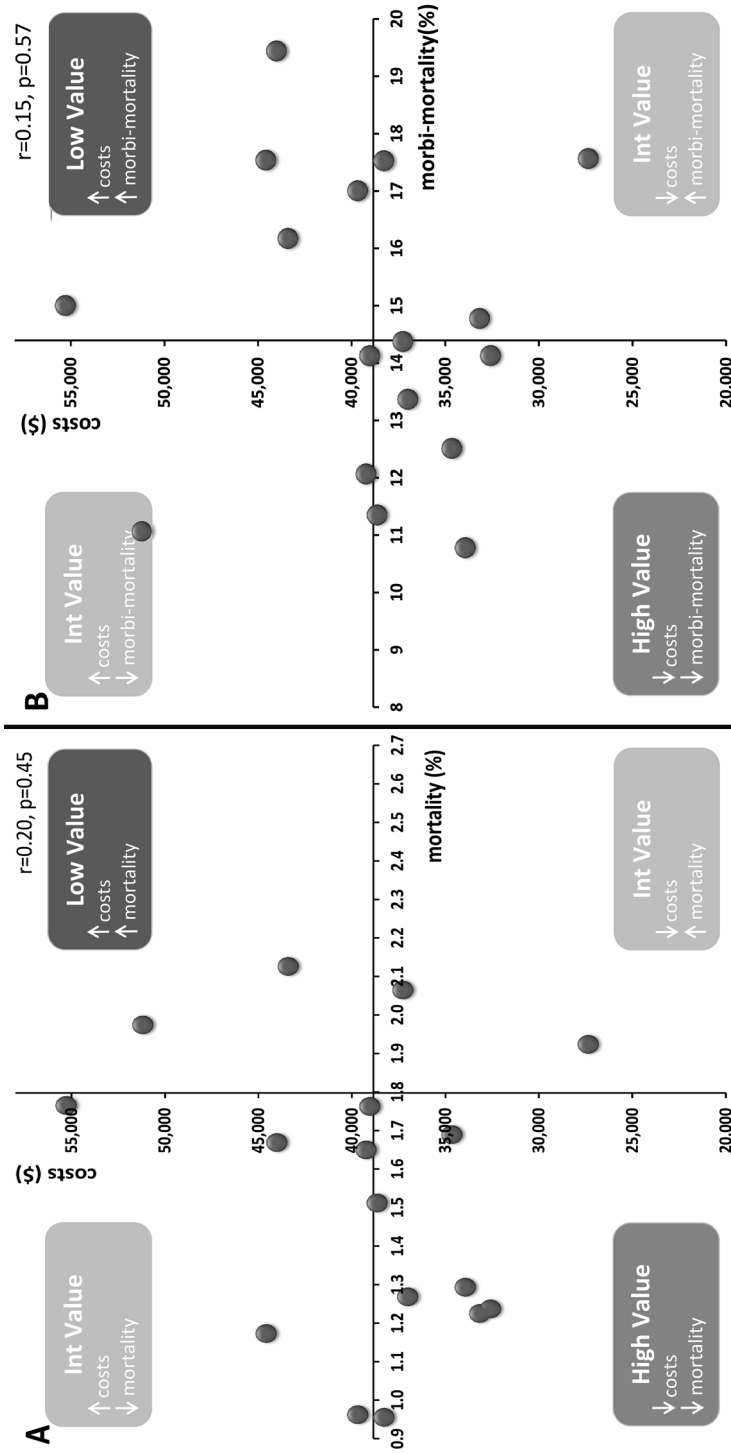 A
Int Value
↑ costs
↓ mortality
costs ($)
r=0.20, p=0.45
Low Value
↑ costs
↑ mortality
55,000
50,000
45,000
40,000
35,000
30,000
25,000
20,000
0.9 1.0 1.1 1.2 1.3 1.4 1.5 1.6 1.7 1.8 1.9 2.0 2.1 2.2 2.3 2.4 2.5 2.6 2.7
mortality (%)
High Value
↓ costs
↓ mortality
Int Value
↓ costs
↑ mortality
B
Int Value
↑ costs
↓ morbi-mortality
costs ($)
r=0.15, p=0.57
Low Value
↑ costs
↑ morbi-mortality
55,000
50,000
45,000
40,000
35,000
30,000
25,000
20.000
8 9 10 11 12 13 14 15 16 17 18 19 20
morbi-mortality(%)
High Value
↓ costs
↓ morbi-mortality
Int Value
↓ costs
↑ morbi-mortality